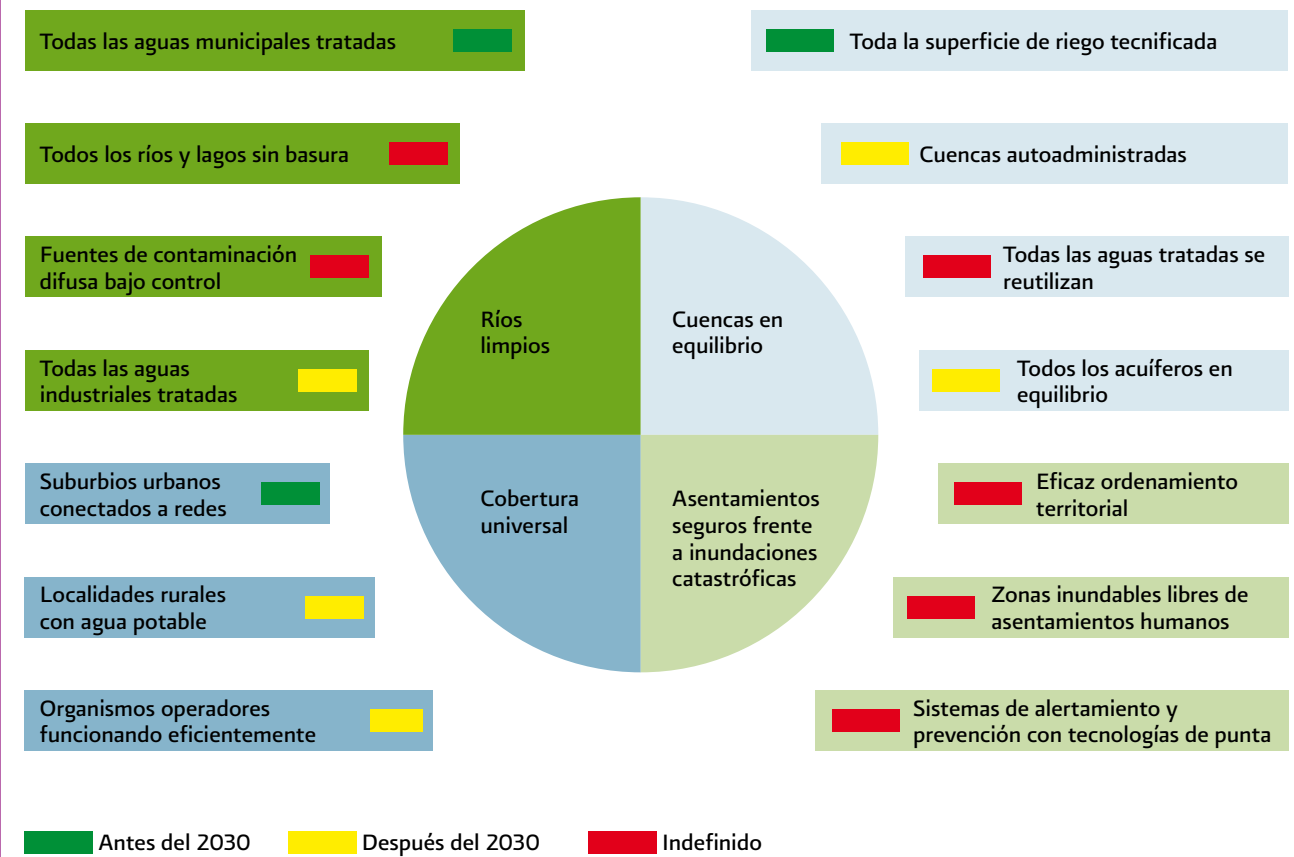 Todas las aguas municipales tratadas
Todos los ríos y lagos sin basura
Fuentes de contaminación
difusa bajo control
Todas las aguas
industriales tratadas
Suburbios urbanos
conectados a redes
Localidades rurales
con agua potable
Organismos operadores
funcionando eficientemente
Ríos
limpios
Cuencas en
equilibrio
Cobertura
universal
Asentamientos
seguros frente
a inundaciones
catastróficas
Toda la superficie de riego tecnificada
Cuencas autoadministradas
Todas las aguas tratadas se
reutilizan
Todos los acuíferos en
equilibrio
Eficaz ordenamiento
territorial
Zonas inundables libres de
asentamientos humanos
Sistemas de alertamiento y
prevención con tecnologías de punta
Antes del 2030
Después del 2030
Indefinido